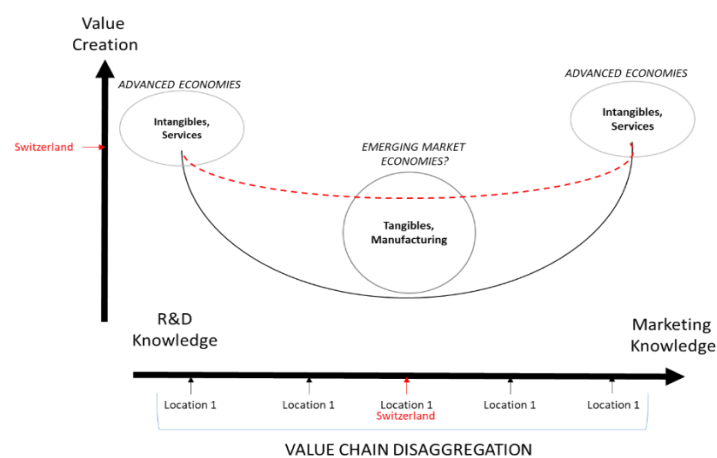 Value
Creation
ADVANCED ECONOMIES
ADVANCED ECONOMIES
Intangibles,
Services
Intangibles,
Services
Switzerland
EMERGING MARKET
ECONOMIES?
Tangibles,
Manufacturing
R&D
Knowledge
Marketing
Knowledge
Location 1
Location 1
Location 1
Location 1
Location 1
Switzerland
VALUE CHAIN DISAGGREGATION